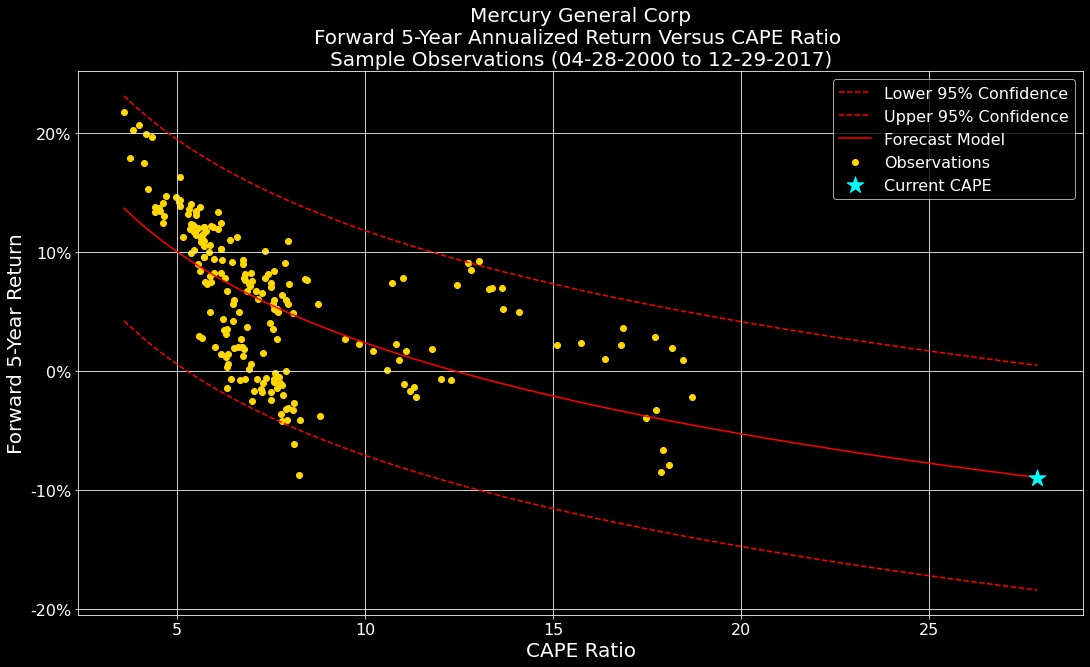 Mercury General Corp
Forward 5-Year Annualized Return Versus CAPE Ratio
Sample Observations (04-28-2000 to 12-29-2017)
Lower 95% Confidence
Upper 95% Confidence
Forecast Model
Observations
Current CAPE
Forward 5-Year Return
20%
10%
0%
-10%
-20%
5
10
15
20
25
CAPE Ratio